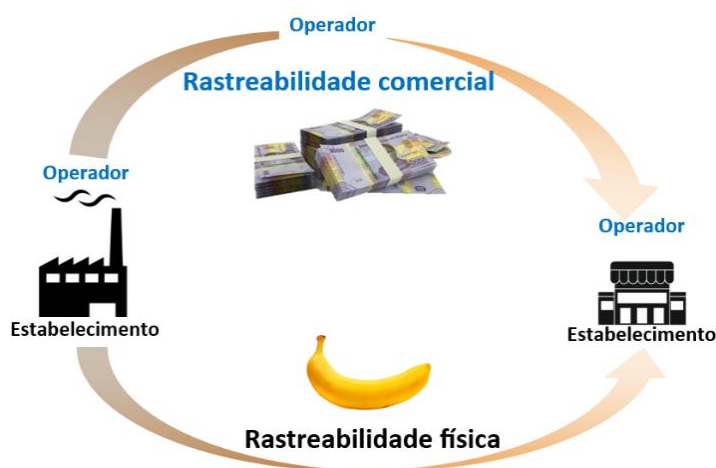 Operador
Rastreabilidade comercial
Operador
Operador
Estabelecimento
Estabelecimento
Rastreabilidade física